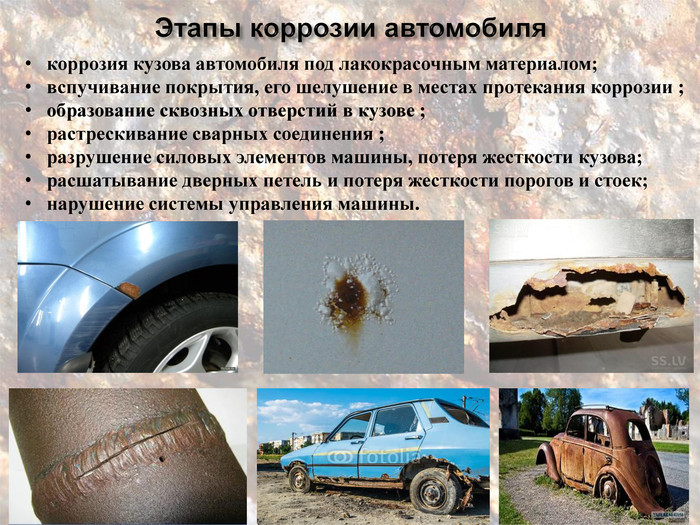 Этапы коррозии автомобиля
• коррозия кузова автомобиля под лакокрасочным материалом;
• вспучивание покрытия, его шелушение в местах протекания коррозии ;
• образование сквозных отверстий в кузове ;
• растрескивание сварных соединения ;
• разрушение силовых элементов машины, потеря жесткости кузова;
• расшатывание дверных петель и потеря жесткости порогов и стоек;
• нарушение системы управления машины.
SS.LV
fotolia